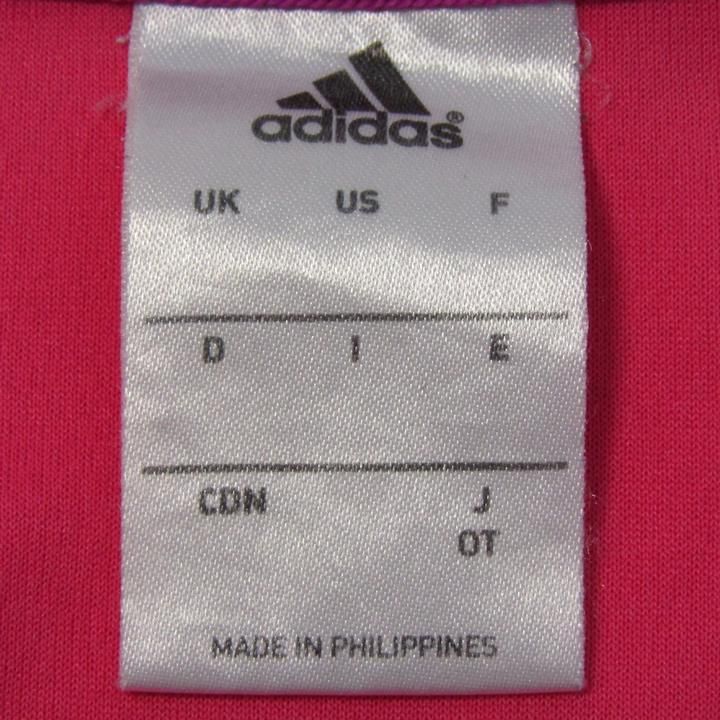 adidas®
UK US F
D I E
CDN J
OT
MADE IN PHILIPPINES